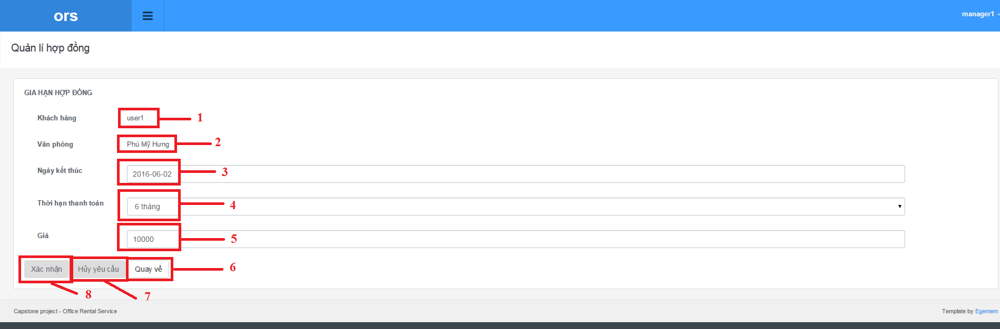 ors
manager1
Quản lí hợp đồng
GIA HẠN HỢP ĐỒNG
Khách hàng user1 1
Văn phòng Phú Mỹ Hưng 2
Ngày kết thúc 2016-06-02 3
Thời hạn thanh toán 6 tháng 4
Giá 10000 5
Xác nhận Hủy yêu cầu Quay về 6
8 7
Capstone project - Office Rental Service Template by Egemem